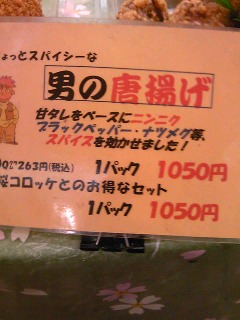 ょっとスパイシーな
男の唐揚げ
甘タレをベースにニンニク
ブラックペッパー・ナツメグ等、
スパイスを効かせました！
263円(税込) 1パック 1050円
コロッケとのお得なセット
1パック 1050円